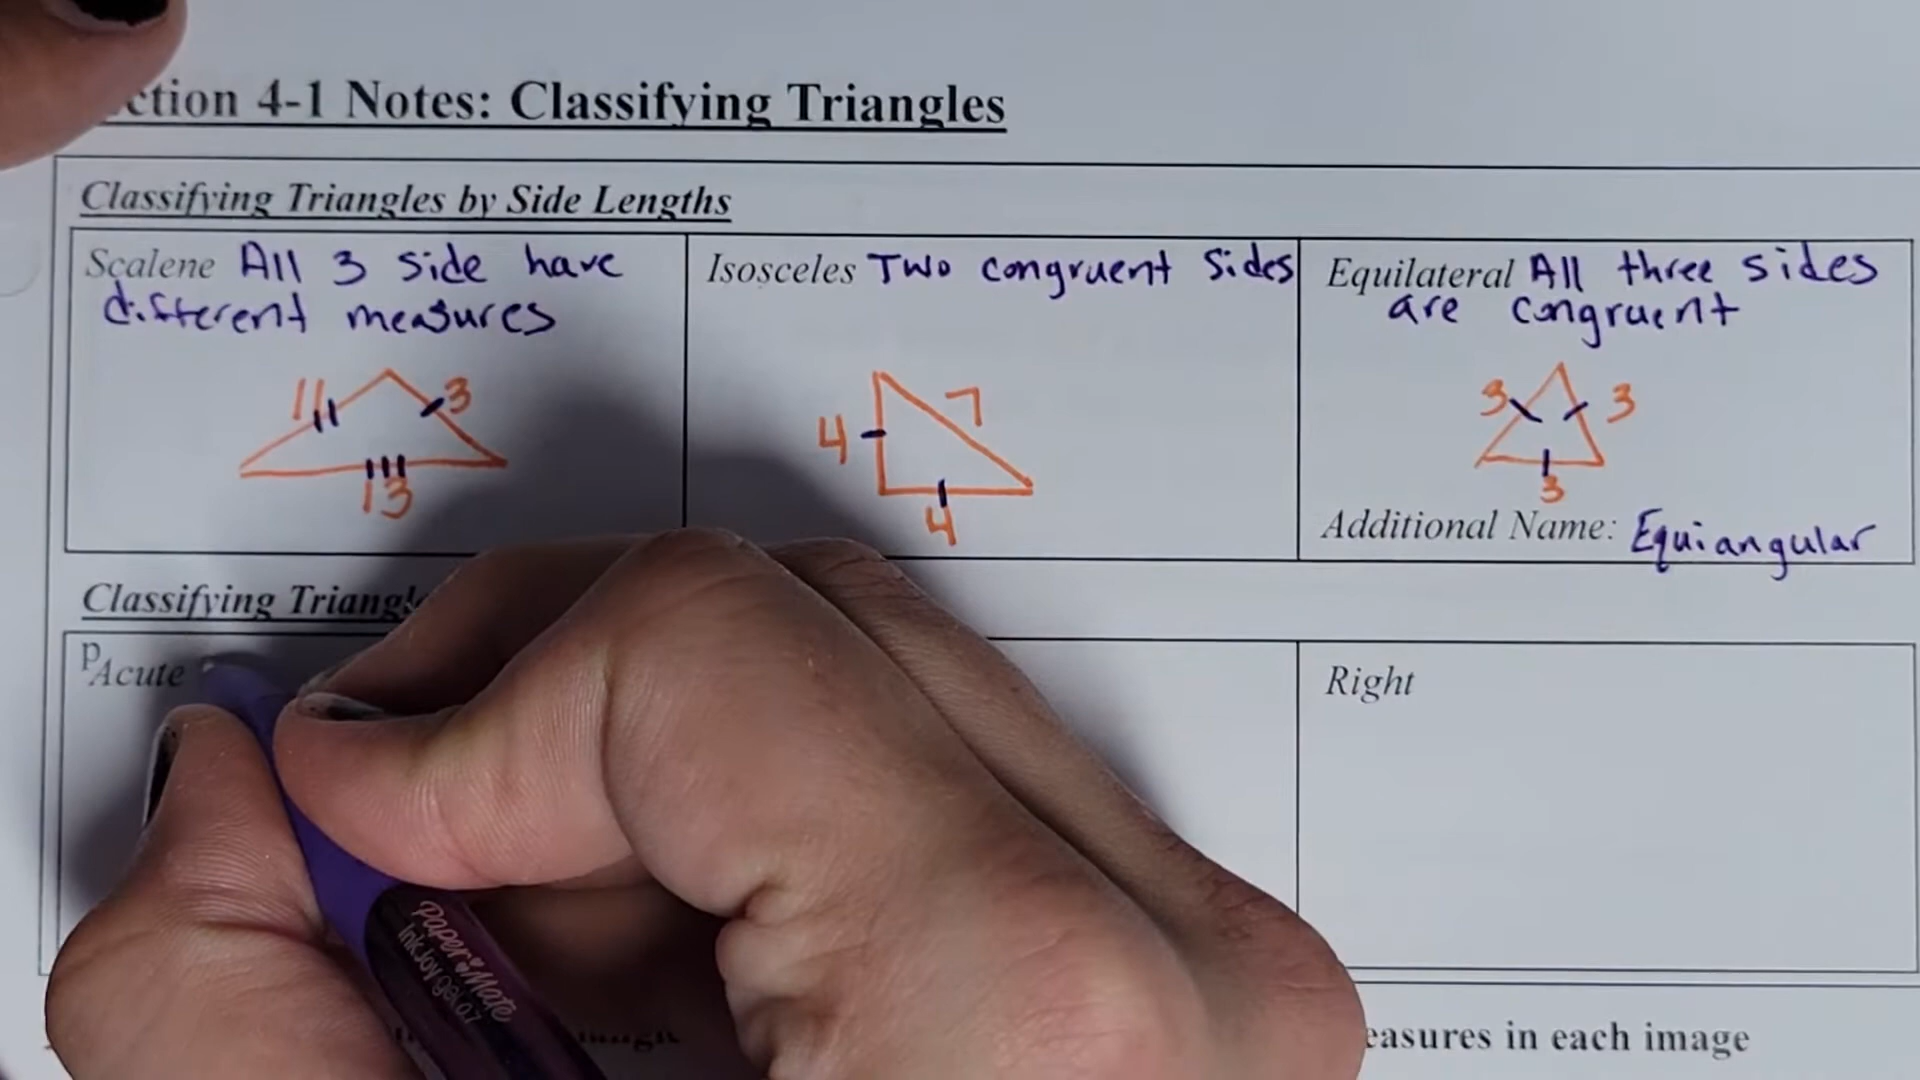 ction 4-1 Notes: Classifying Triangles
Classifying Triangles by Side Lengths
Scalene All 3 side have
different measures
11 3
13
Isosceles Two congruent sides
4 7
4
Equilateral All three sides
are congruent
3 3
3
Additional Name: Equiangular
Classifying Triangl
p
Acute
Right
Paper Mate
InkJoy gel 0.7
easures in each image